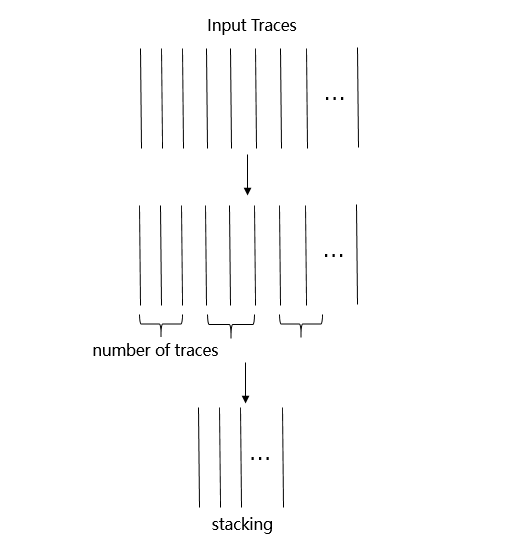 Input Traces
...
...
number of traces
...
stacking